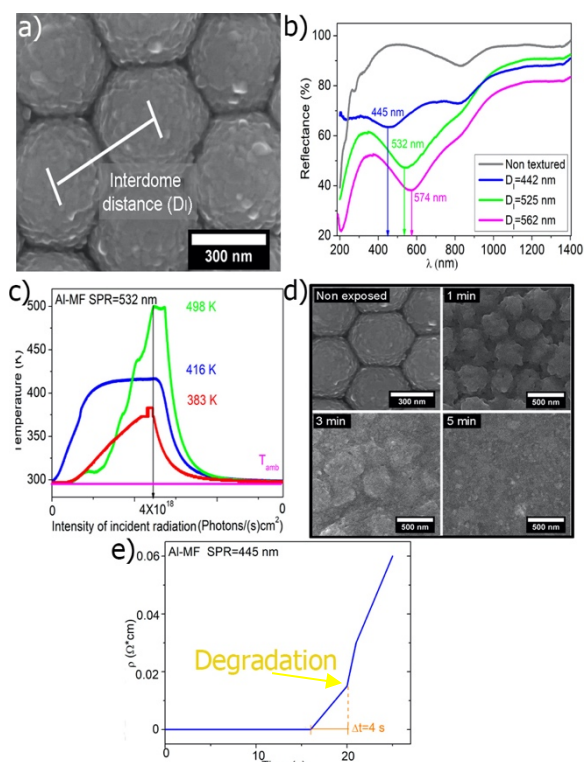 a)
Interdome
distance (DI)
300 nm
b)
Reflectance (%)
100
80
60
40
20
445 nm
532 nm
574 nm
Non textured
DI=442 nm
DI=525 nm
DI=562 nm
200 400 600 800 1000 1200 1400
λ (nm)
c)
Al-MF SPR=532 nm
500
450
400
350
300
498 K
416 K
383 K
Tamb
0 4X10¹⁸ 0
Intensity of incident radiation(Photons/(s)cm²)
d)
Non exposed
300 nm
1 min
500 nm
3 min
500 nm
5 min
500 nm
e)
Al-MF SPR=445 nm
ρ (Ω*cm)
0.06
0.04
0.02
0
Degradation
Δt=4 s
0 10 20